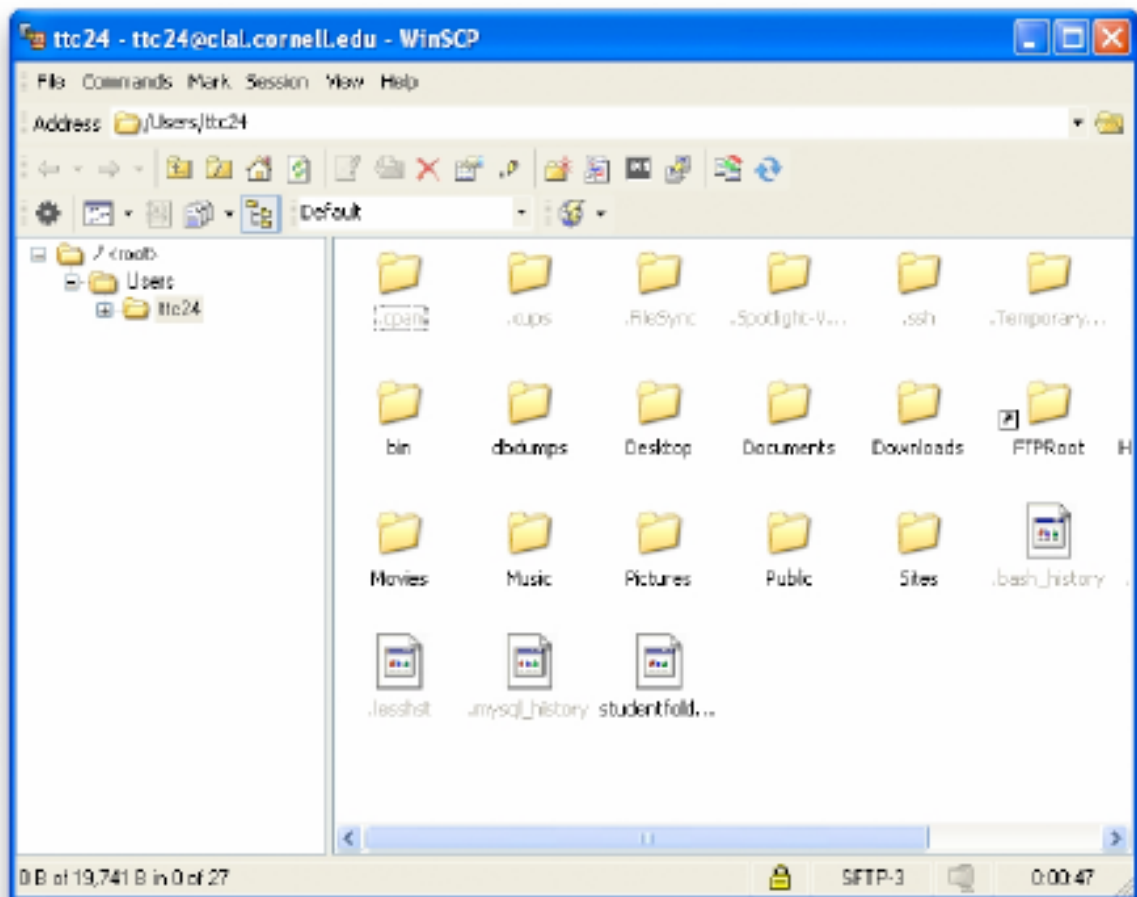 ttc24 - ttc24@clal.cornell.edu - WinSCP
File Commands Mark Session View Help
Address /Users/ttc24
Default
/ <root>
Users
ttc24
.cpan .cups .FileSync .Spotlight-V... .ssh .Temporary...
bin dbdumps Desktop Documents Downloads FTPRoot H
Movies Music Pictures Public Sites .bash_history .
.lesshst .mysql_history studentfold...
0 B of 19,741 B in 0 of 27 SFTP-3 0:00:47